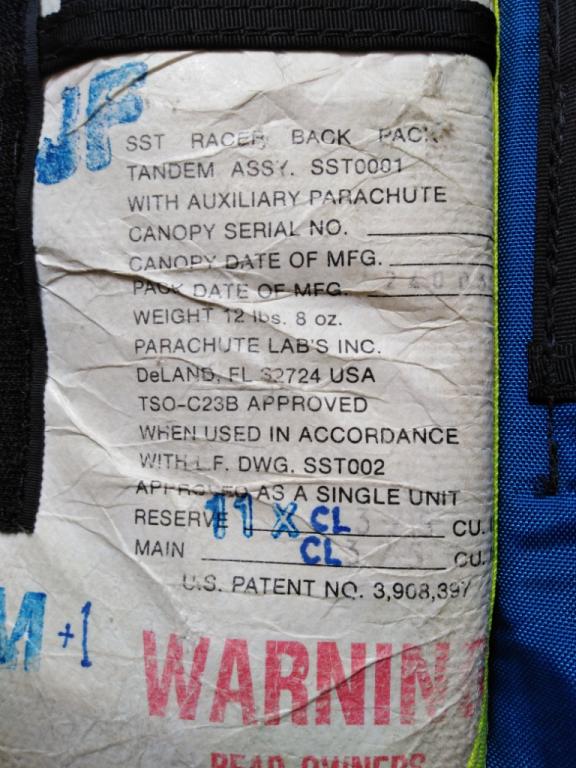 JF
SST RACER BACK PACK
TANDEM ASSY. SST0001
WITH AUXILIARY PARACHUTE
CANOPY SERIAL NO.
CANOPY DATE OF MFG.
PACK DATE OF MFG.
WEIGHT 12 lbs. 8 oz.
PARACHUTE LAB'S INC.
DeLAND, FL 32724 USA
TSO-C23B APPROVED
WHEN USED IN ACCORDANCE
WITH L.F. DWG. SST002
APPROVED AS A SINGLE UNIT
RESERVE 11 X CL CU.
MAIN CL CU.
U.S. PATENT NO. 3,908,397
M +1
WARNIN
READ OWNERS